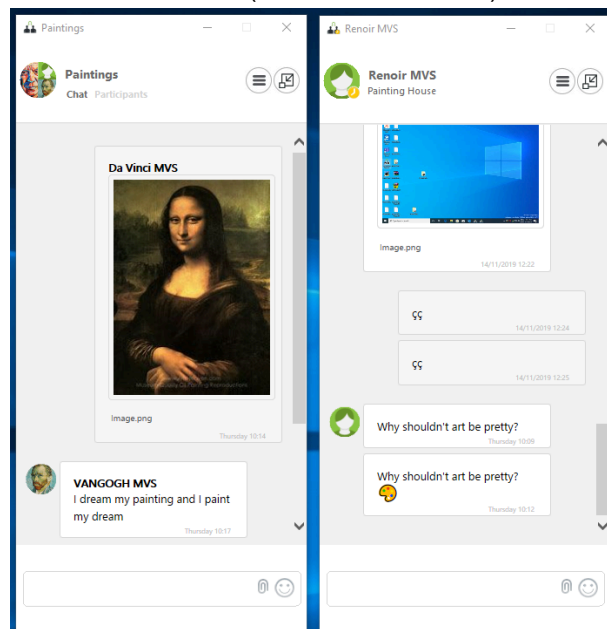 Paintings
Paintings
Chat Participants
Da Vinci MVS
Image.png
Thursday 10:14
VANGOGH MVS
I dream my painting and I paint
my dream
Thursday 10:17
Renoir MVS
Renoir MVS
Painting House
Image.png
14/11/2019 12:22
çç
14/11/2019 12:24
çç
14/11/2019 12:25
Why shouldn't art be pretty?
Thursday 10:09
Why shouldn't art be pretty?
Thursday 10:12